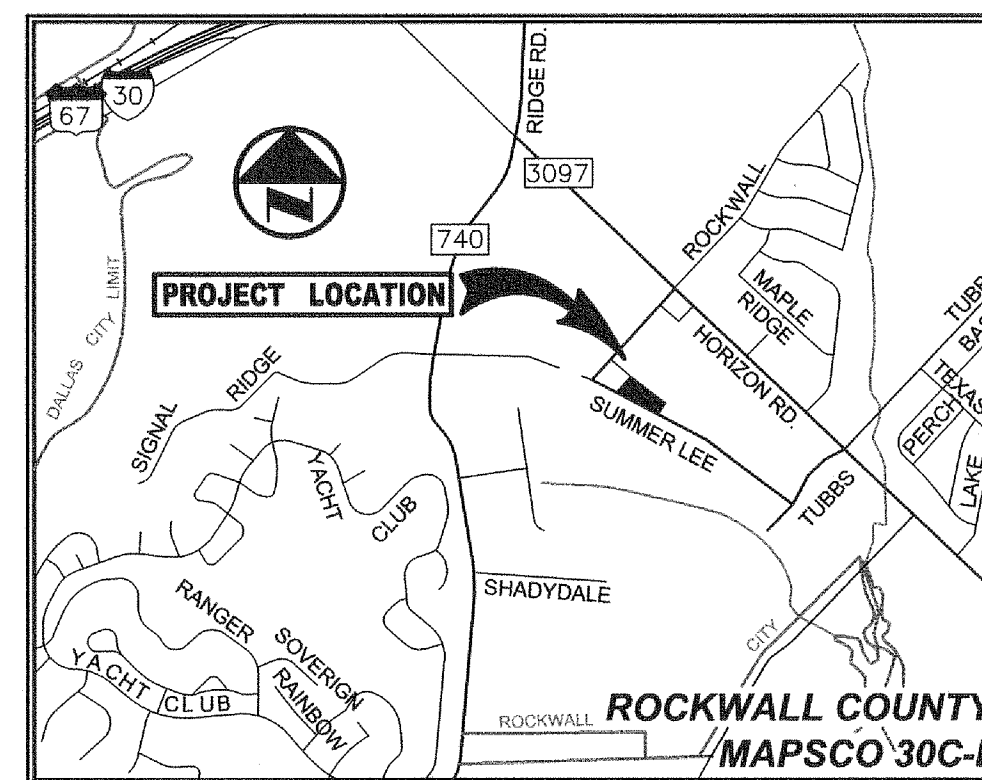 67
30
RIDGE RD.
3097
ROCKWALL
740
DALLAS CITY LIMIT
PROJECT LOCATION
MAPLE
RIDGE
HORIZON RD.
SIGNAL RIDGE
SUMMER LEE
TUBBS
TEXAS
PERCH
LAKE
YACHT CLUB
SHADYDALE
RANGER
SOVERIGN
RAINBOW
YACHT CLUB
CITY
ROCKWALL
ROCKWALL COUNTY
MAPSCO 30C-